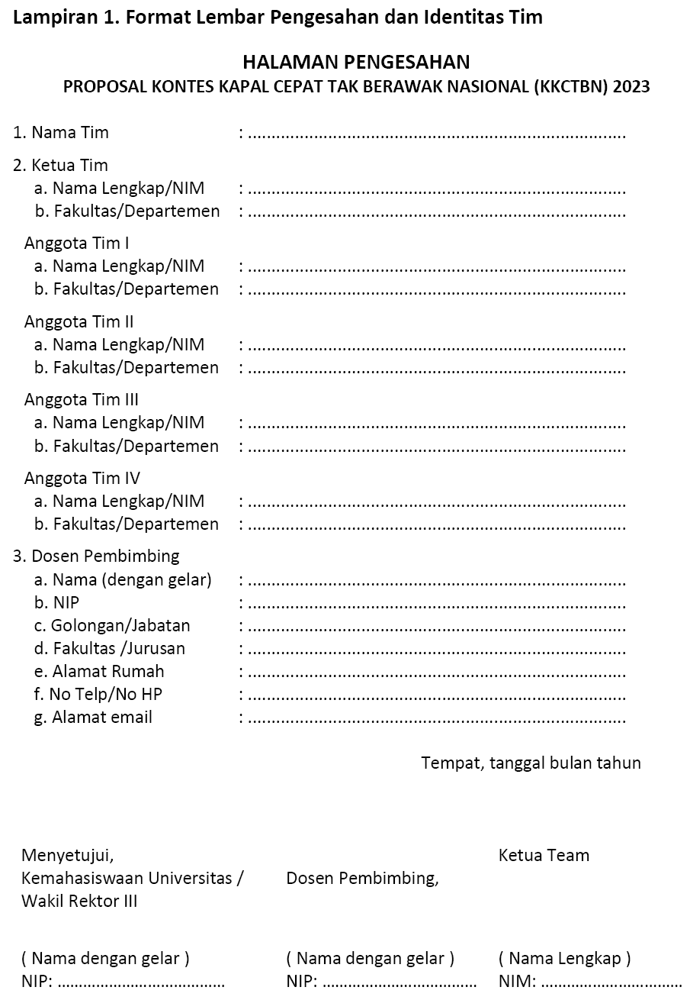 Lampiran 1. Format Lembar Pengesahan dan Identitas Tim
HALAMAN PENGESAHAN
PROPOSAL KONTES KAPAL CEPAT TAK BERAWAK NASIONAL (KKCTBN) 2023
1. Nama Tim : ................................................................................
2. Ketua Tim
a. Nama Lengkap/NIM : ................................................................................
b. Fakultas/Departemen : ................................................................................
Anggota Tim I
a. Nama Lengkap/NIM : ................................................................................
b. Fakultas/Departemen : ................................................................................
Anggota Tim II
a. Nama Lengkap/NIM : ................................................................................
b. Fakultas/Departemen : ................................................................................
Anggota Tim III
a. Nama Lengkap/NIM : ................................................................................
b. Fakultas/Departemen : ................................................................................
Anggota Tim IV
a. Nama Lengkap/NIM : ................................................................................
b. Fakultas/Departemen : ................................................................................
3. Dosen Pembimbing
a. Nama (dengan gelar) : ................................................................................
b. NIP : ................................................................................
c. Golongan/Jabatan : ................................................................................
d. Fakultas /Jurusan : ................................................................................
e. Alamat Rumah : ................................................................................
f. No Telp/No HP : ................................................................................
g. Alamat email : ................................................................................
Tempat, tanggal bulan tahun
Menyetujui, Ketua Team
Kemahasiswaan Universitas / Dosen Pembimbing,
Wakil Rektor III
( Nama dengan gelar ) ( Nama dengan gelar ) ( Nama Lengkap )
NIP: ...................................... NIP: ................................... NIM: ................................